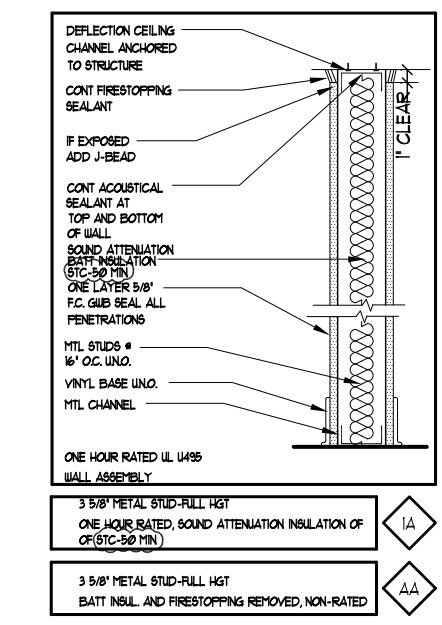 DEFLECTION CEILING
CHANNEL ANCHORED
TO STRUCTURE
CONT FIRESTOPPING
SEALANT
1" CLEAR
IF EXPOSED
ADD J-BEAD
CONT ACOUSTICAL
SEALANT AT
TOP AND BOTTOM
OF WALL
SOUND ATTENUATION
BATT INSULATION
STC-50 MIN
ONE LAYER 5/8"
F.C. GWB SEAL ALL
PENETRATIONS
MTL STUDS @
16" O.C. U.N.O.
VINYL BASE U.N.O.
MTL CHANNEL
ONE HOUR RATED UL U495
WALL ASSEMBLY
3 5/8" METAL STUD-FULL HGT
ONE HOUR RATED, SOUND ATTENUATION INSULATION OF
OF STC-50 MIN
1A
3 5/8" METAL STUD-FULL HGT
BATT INSUL. AND FIRESTOPPING REMOVED, NON-RATED
AA